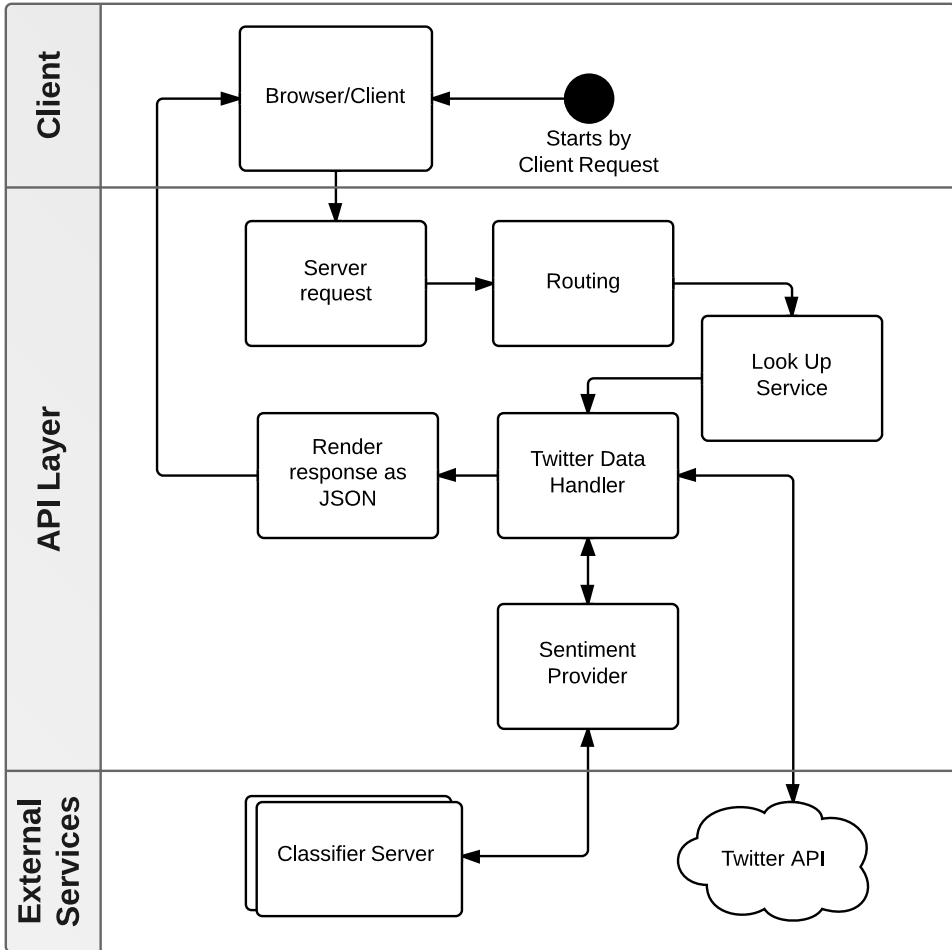 Client
Browser/Client
Starts by
Client Request
API Layer
Server
request
Routing
Look Up
Service
Render
response as
JSON
Twitter Data
Handler
Sentiment
Provider
External
Services
Classifier Server
Twitter API